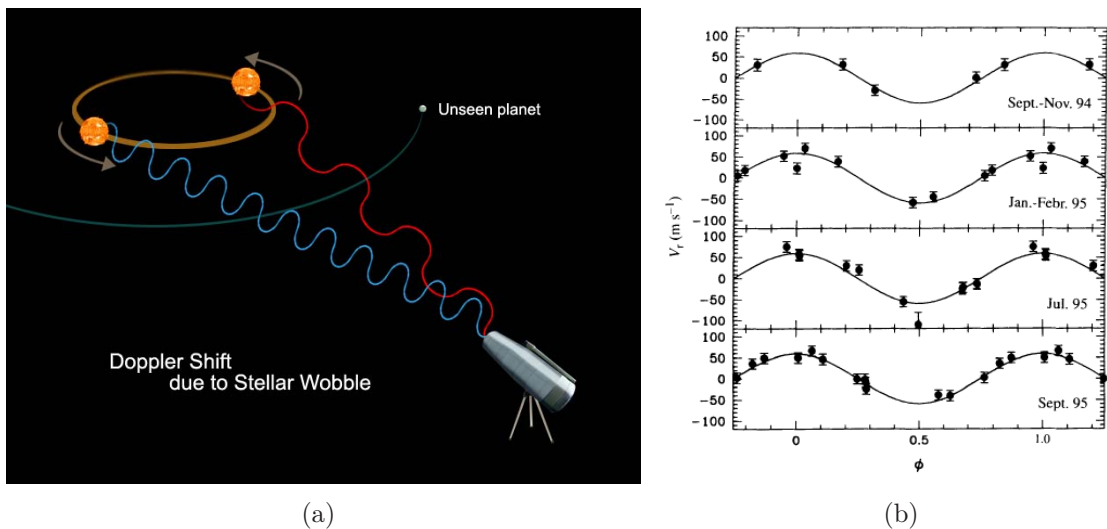 Unseen planet
Doppler Shift
due to Stellar Wobble
(a)
100
50
0
−50
−100
Sept.-Nov. 94
100
50
0
−50
−100
Jan.-Febr. 95
100
50
0
−50
−100
Jul. 95
100
50
0
−50
−100
Sept. 95
V_r (m s⁻¹)
0
0.5
1.0
φ
(b)